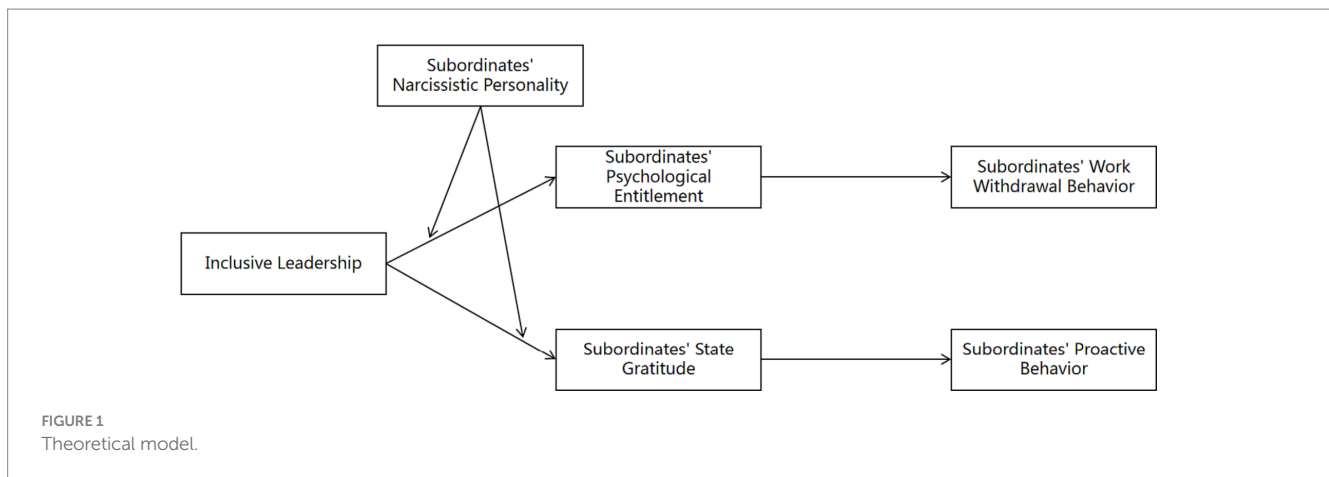 Subordinates'
Narcissistic Personality
Subordinates'
Psychological
Entitlement
Subordinates' Work
Withdrawal Behavior
Inclusive Leadership
Subordinates' State
Gratitude
Subordinates' Proactive
Behavior
FIGURE 1
Theoretical model.